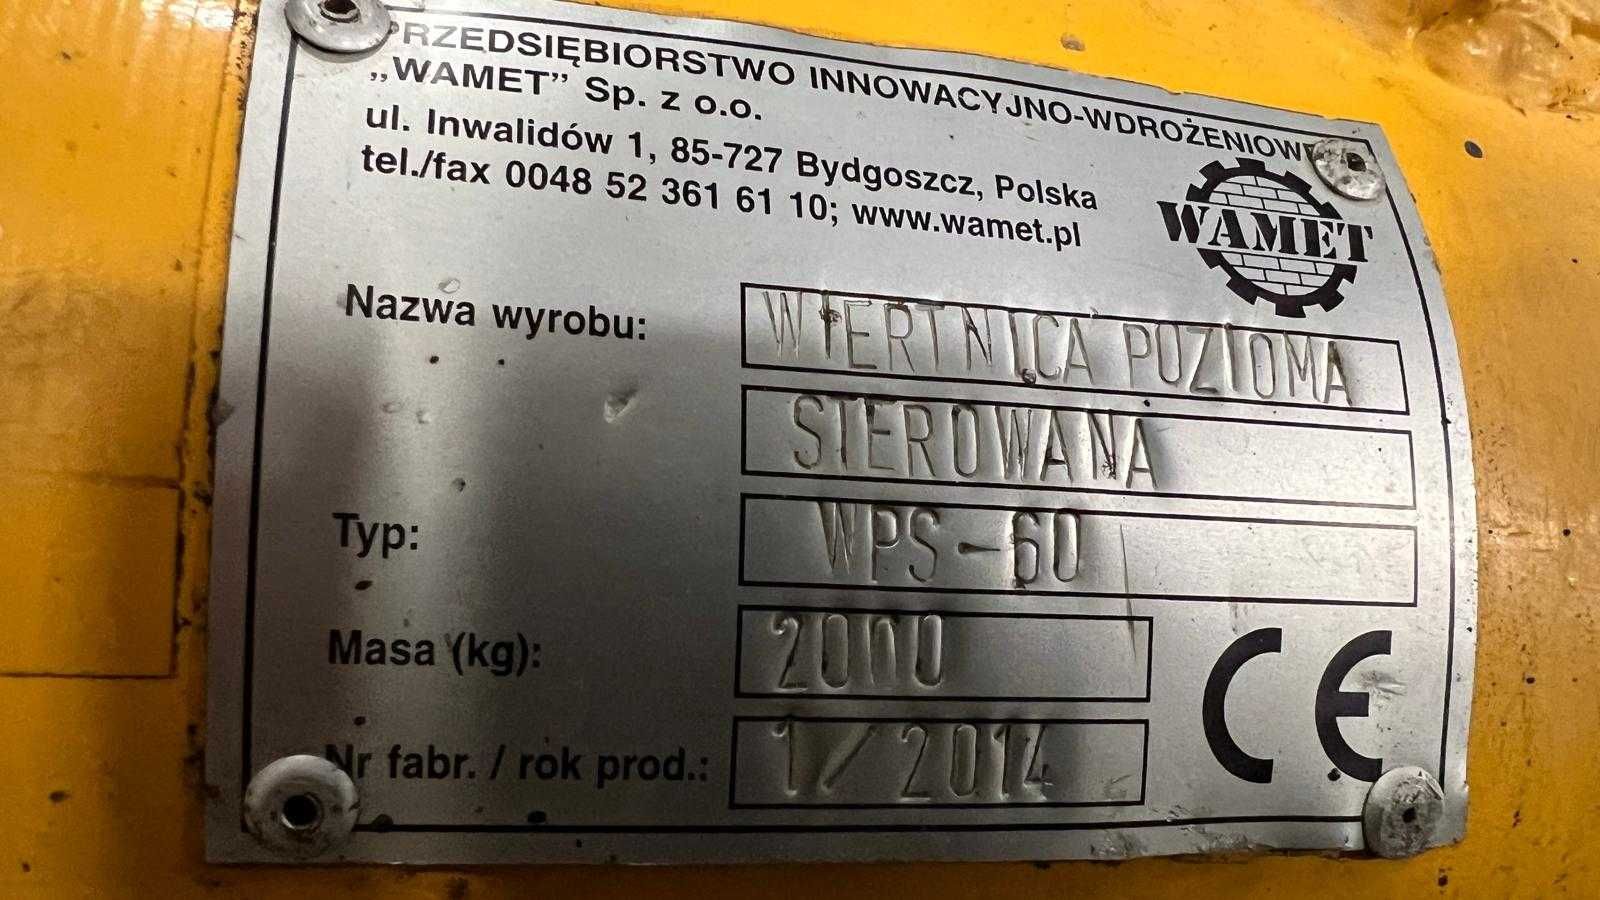 PRZEDSIĘBIORSTWO INNOWACYJNO-WDROŻENIOWE
„WAMET” Sp. z o.o.
ul. Inwalidów 1, 85-727 Bydgoszcz, Polska
tel./fax 0048 52 361 61 10; www.wamet.pl
WAMET
Nazwa wyrobu: WIERTNICA POZIOMA
STEROWANA
Typ: WPS-60
Masa (kg): 2000
Nr fabr. / rok prod.: 1/2014
CE